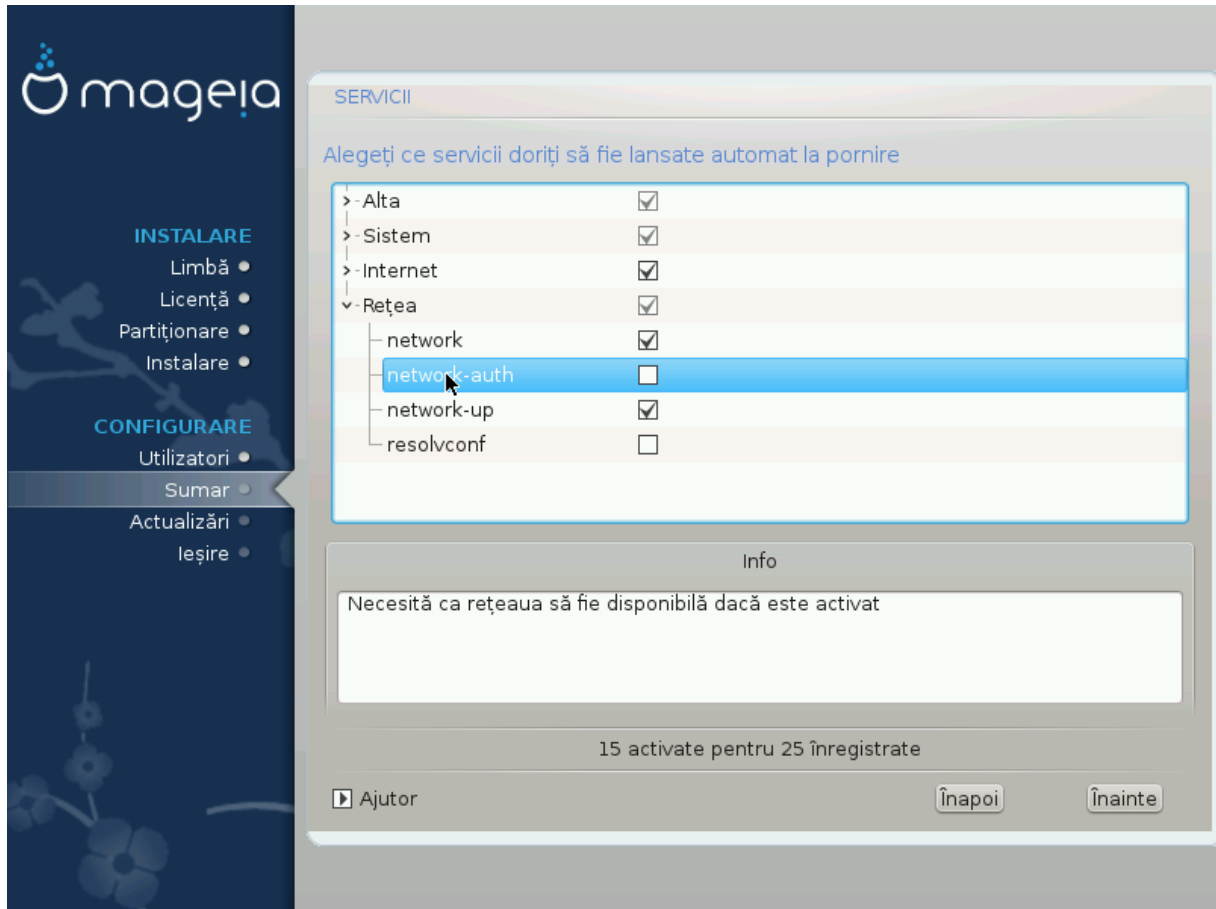 mageia
INSTALARE
Limbă
Licență
Partiționare
Instalare
CONFIGURARE
Utilizatori
Sumar
Actualizări
Ieșire
SERVICII
Alegeți ce servicii doriți să fie lansate automat la pornire
Alta
Sistem
Internet
Rețea
network
network-auth
network-up
resolvconf
Info
Necesită ca rețeaua să fie disponibilă dacă este activat
15 activate pentru 25 înregistrate
Ajutor
Înapoi
Înainte